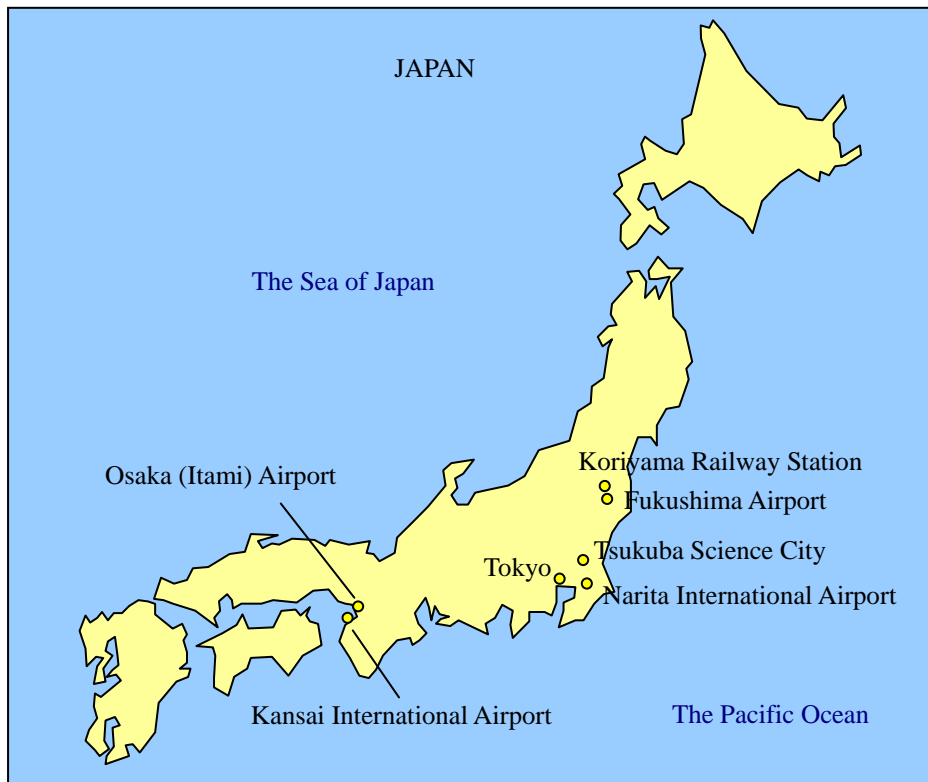 JAPAN
The Sea of Japan
Koriyama Railway Station
Osaka (Itami) Airport
Fukushima Airport
Tsukuba Science City
Tokyo
Narita International Airport
Kansai International Airport
The Pacific Ocean